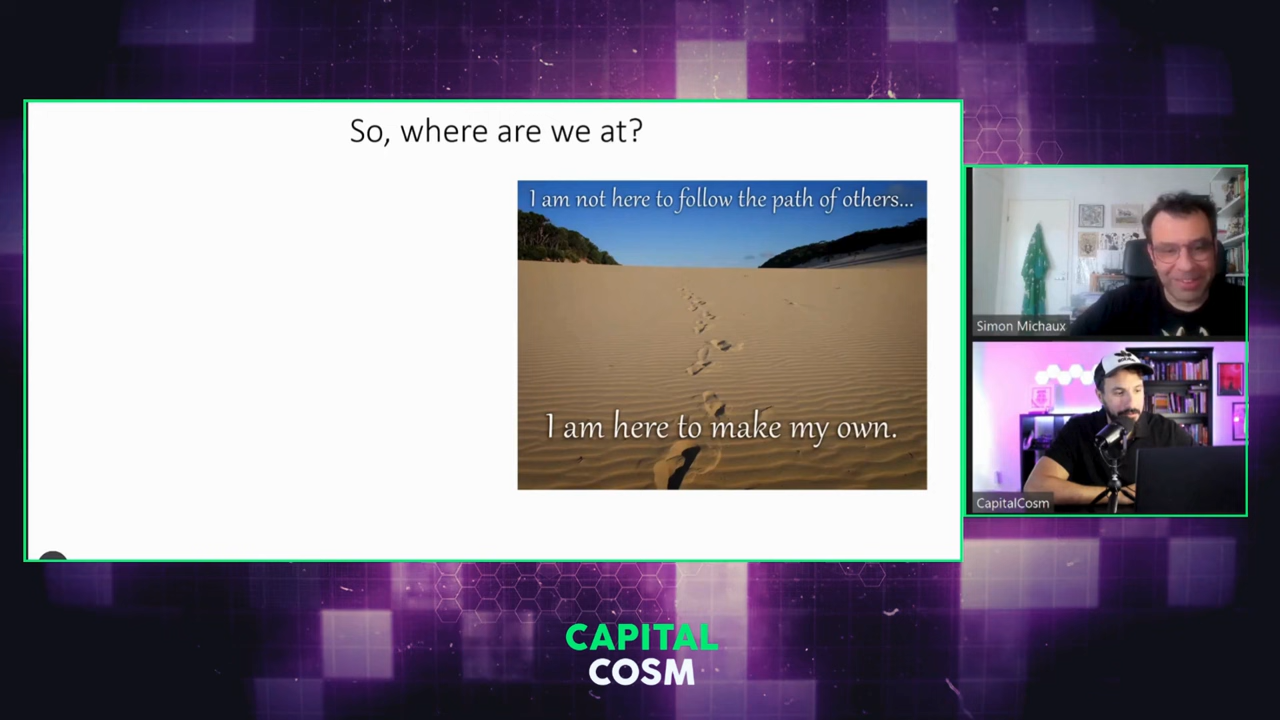 So, where are we at?
I am not here to follow the path of others...
I am here to make my own.
Simon Michaux
CapitalCosm
CAPITAL
COSM